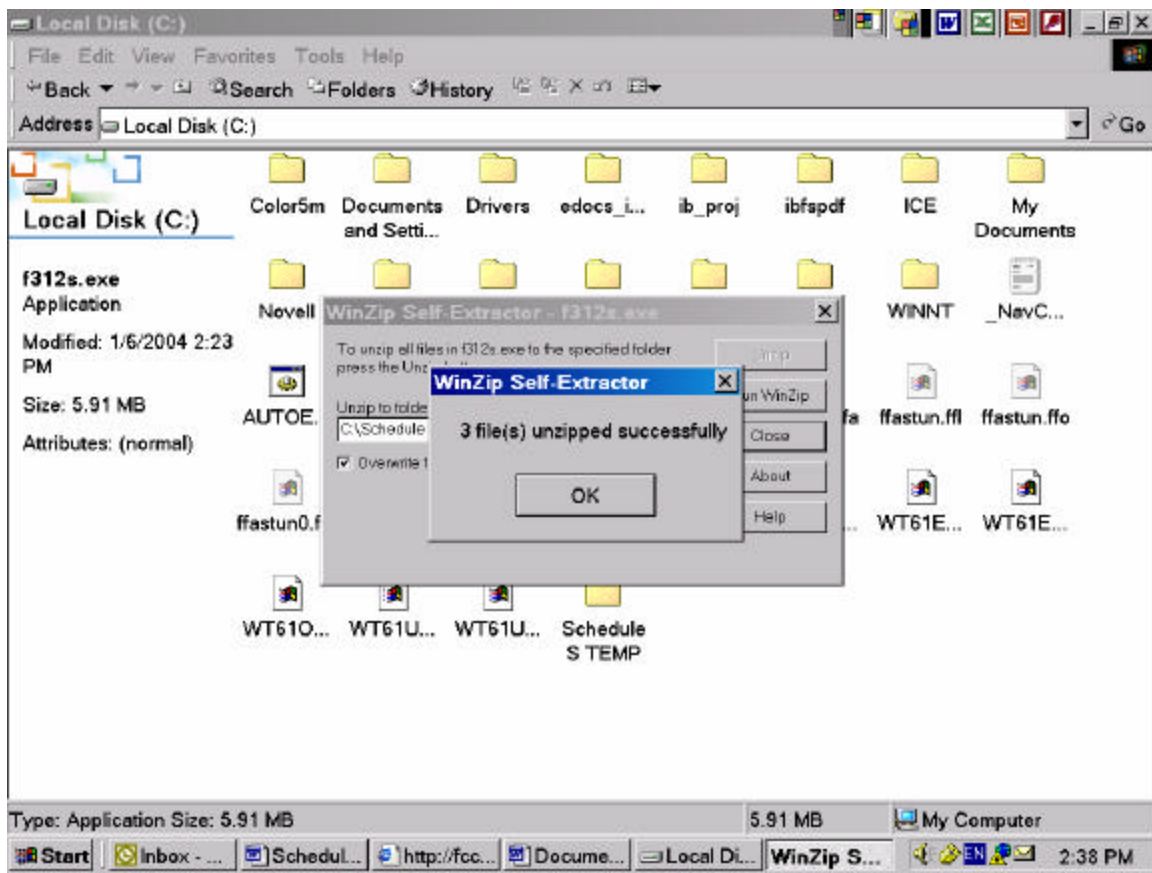 Local Disk (C:)
File Edit View Favorites Tools Help
Back Search Folders History
Address Local Disk (C:) Go
Local Disk (C:)
f312s.exe
Application
Modified: 1/6/2004 2:23 PM
Size: 5.91 MB
Attributes: (normal)
Color5m
Documents and Setti...
Drivers
edocs_i...
ib_proj
ibfspdf
ICE
My Documents
Novell
WINNT
_NavC...
AUTOE.
fa
ffastun.ffl
ffastun.ffo
ffastun0.f
...
WT61E...
WT61E...
WT61O...
WT61U...
WT61U...
Schedule S TEMP
WinZip Self-Extractor - f312s.exe
To unzip all files in f312s.exe to the specified folder
press the Unz
Unzip to folde
C:\Schedule
Overwrite f
un WinZip
Close
About
Help
WinZip Self-Extractor
3 file(s) unzipped successfully
OK
Type: Application Size: 5.91 MB
5.91 MB
My Computer
Start
Inbox - ...
Schedul...
http://fcc...
Docume...
Local Di...
WinZip S...
EN
2:38 PM